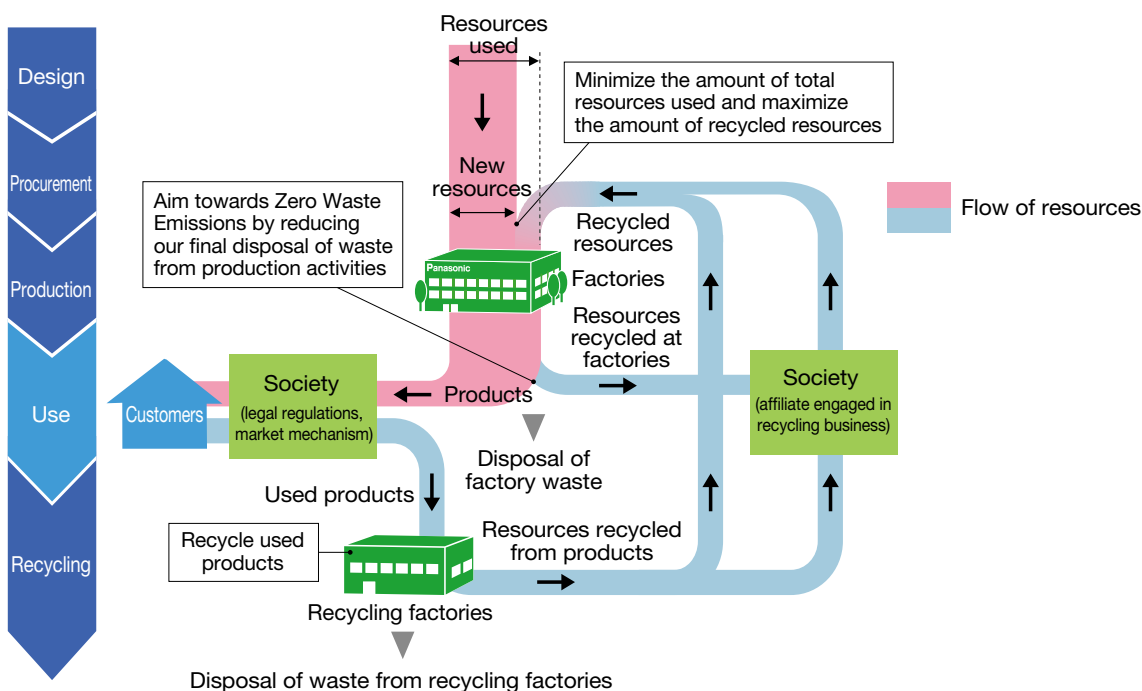 Resources
used
Design
Minimize the amount of total
resources used and maximize
the amount of recycled resources
Procurement
New
resources
Aim towards Zero Waste
Emissions by reducing
our final disposal of waste
from production activities
Flow of resources
Recycled
resources
Panasonic
Factories
Production
Resources
recycled at
factories
Society
(legal regulations,
market mechanism)
Products
Society
(affiliate engaged in
recycling business)
Use
Customers
Disposal of
factory waste
Used products
Resources recycled
from products
Recycle used
products
Recycling
Recycling factories
Disposal of waste from recycling factories